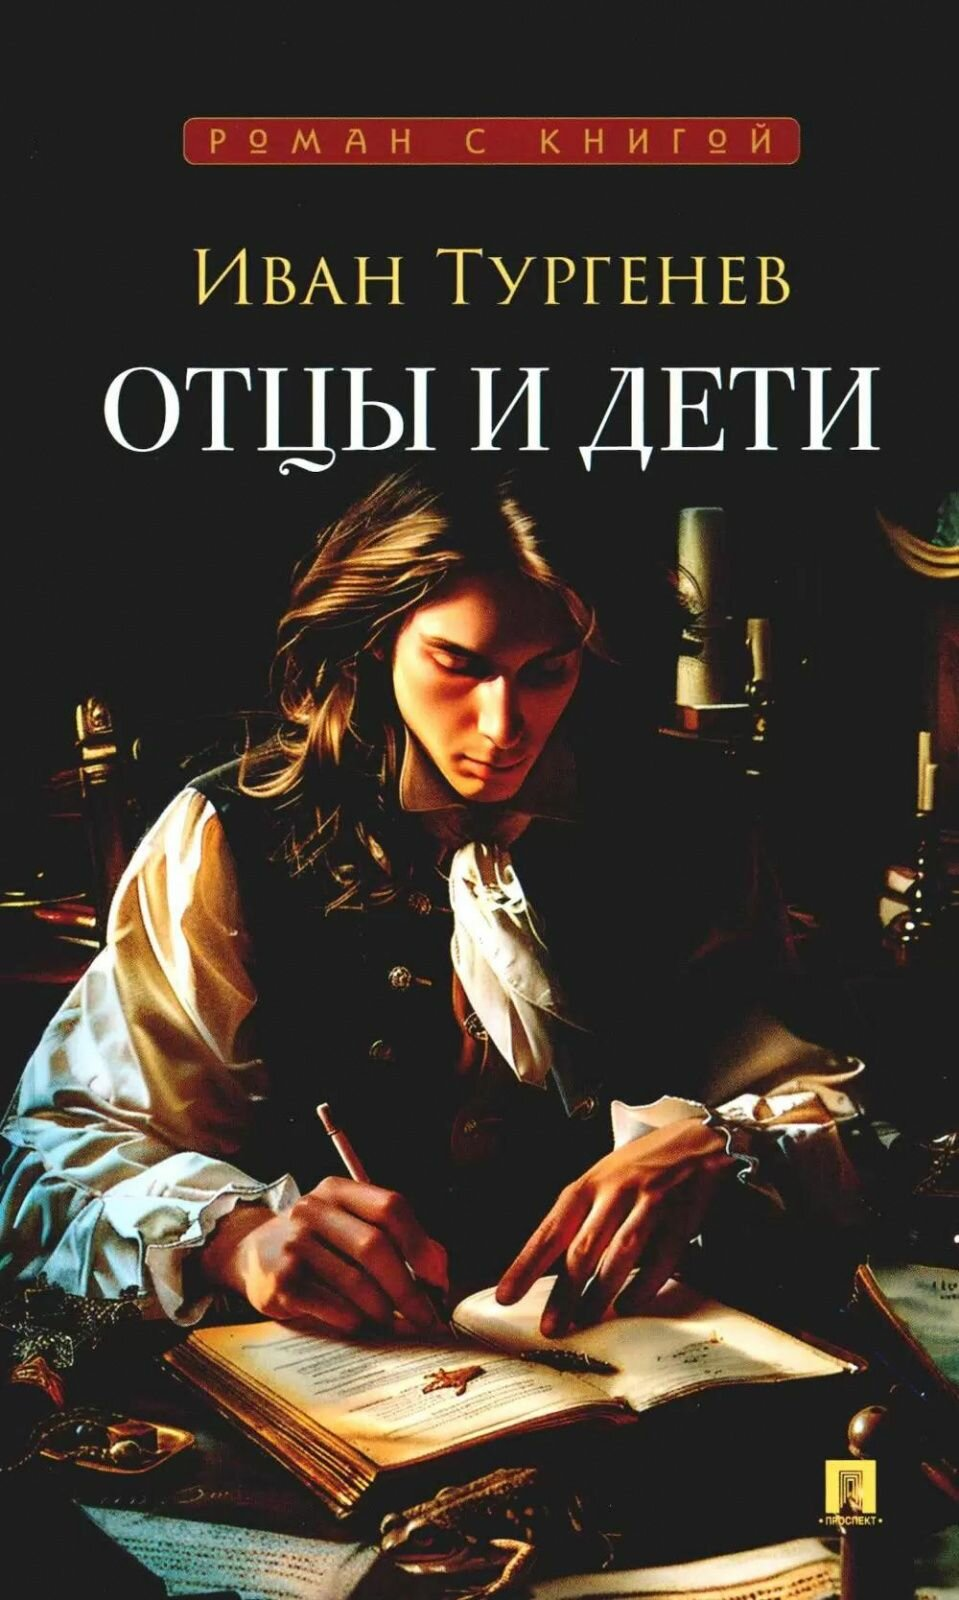 РОМАН С КНИГОЙ
ИВАН ТУРГЕНЕВ
ОТЦЫ И ДЕТИ
• ПРОСПЕКТ •